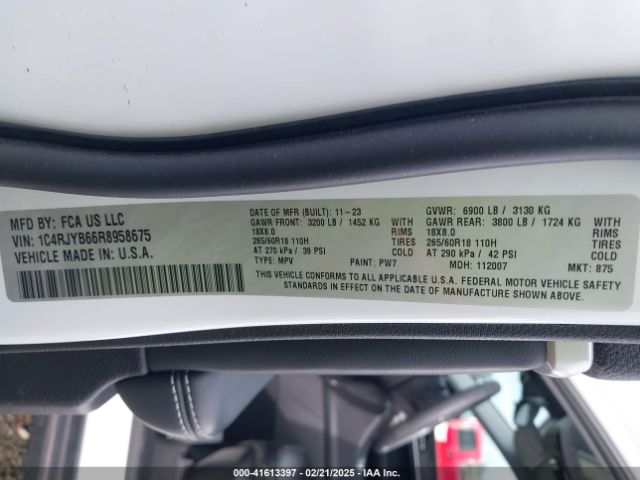 MFD BY: FCA US LLC
VIN: 1C4RJYB66R8958675
VEHICLE MADE IN: U.S.A.
DATE OF MFR (BUILT): 11-23
GVWR: 6900 LB / 3130 KG
GAWR FRONT: 3200 LB / 1452 KG WITH
GAWR REAR: 3800 LB / 1724 KG WITH
18X8.0 RIMS
18X8.0 RIMS
265/60R18 110H TIRES
265/60R18 110H TIRES
AT 270 kPa / 39 PSI COLD
AT 290 kPa / 42 PSI COLD
TYPE: MPV PAINT: PW7 MDH: 112007 MKT: 875
THIS VEHICLE CONFORMS TO ALL APPLICABLE U.S.A. FEDERAL MOTOR VEHICLE SAFETY
STANDARDS IN EFFECT ON THE DATE OF MANUFACTURE SHOWN ABOVE.
000-41613397 - 02/21/2025 - IAA Inc.